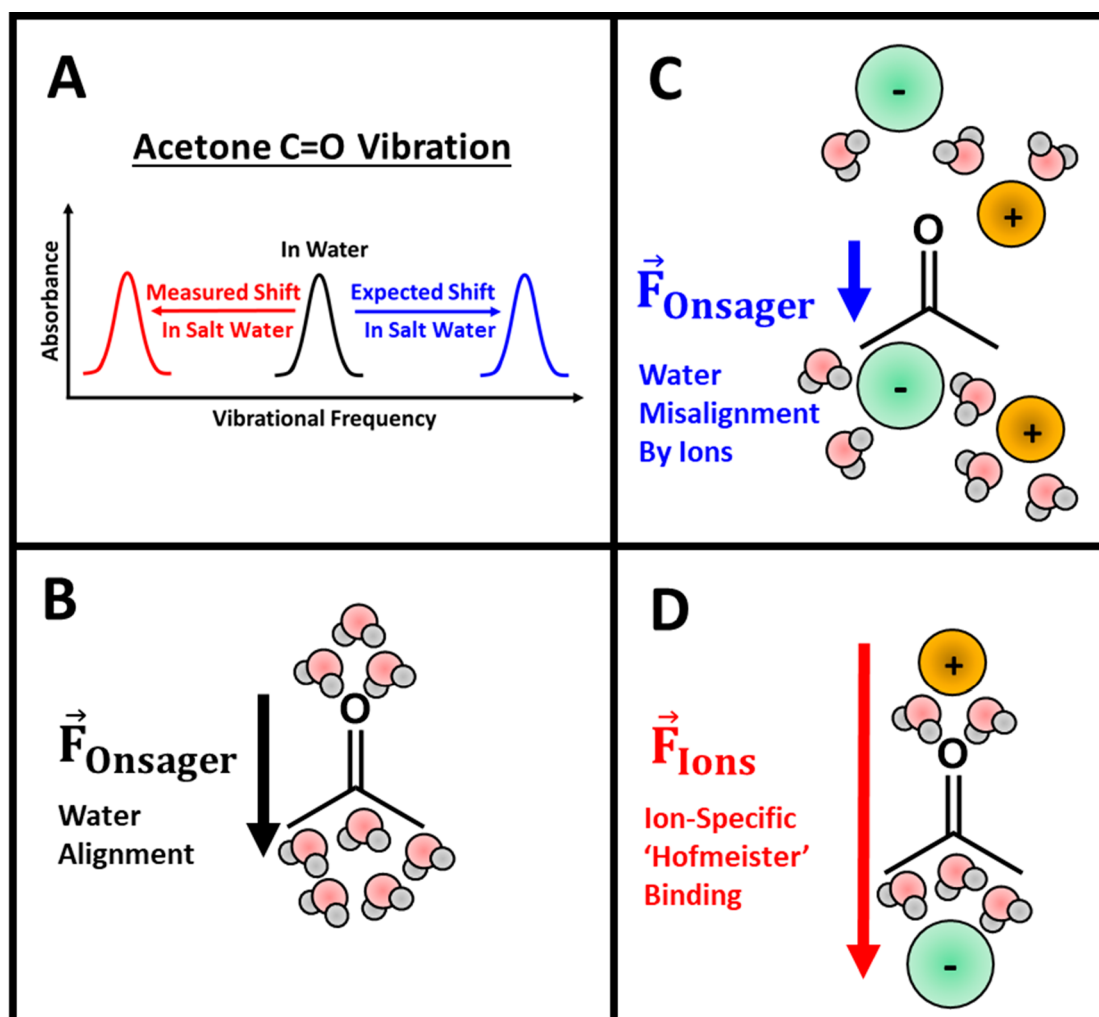 A
Acetone C=O Vibration
Absorbance
In Water
Measured Shift
In Salt Water
Expected Shift
In Salt Water
Vibrational Frequency
B
F⃗Onsager
Water
Alignment
O
C
-
+
O
F⃗Onsager
Water
Misalignment
By Ions
-
+
D
+
O
F⃗Ions
Ion-Specific
‘Hofmeister’
Binding
-